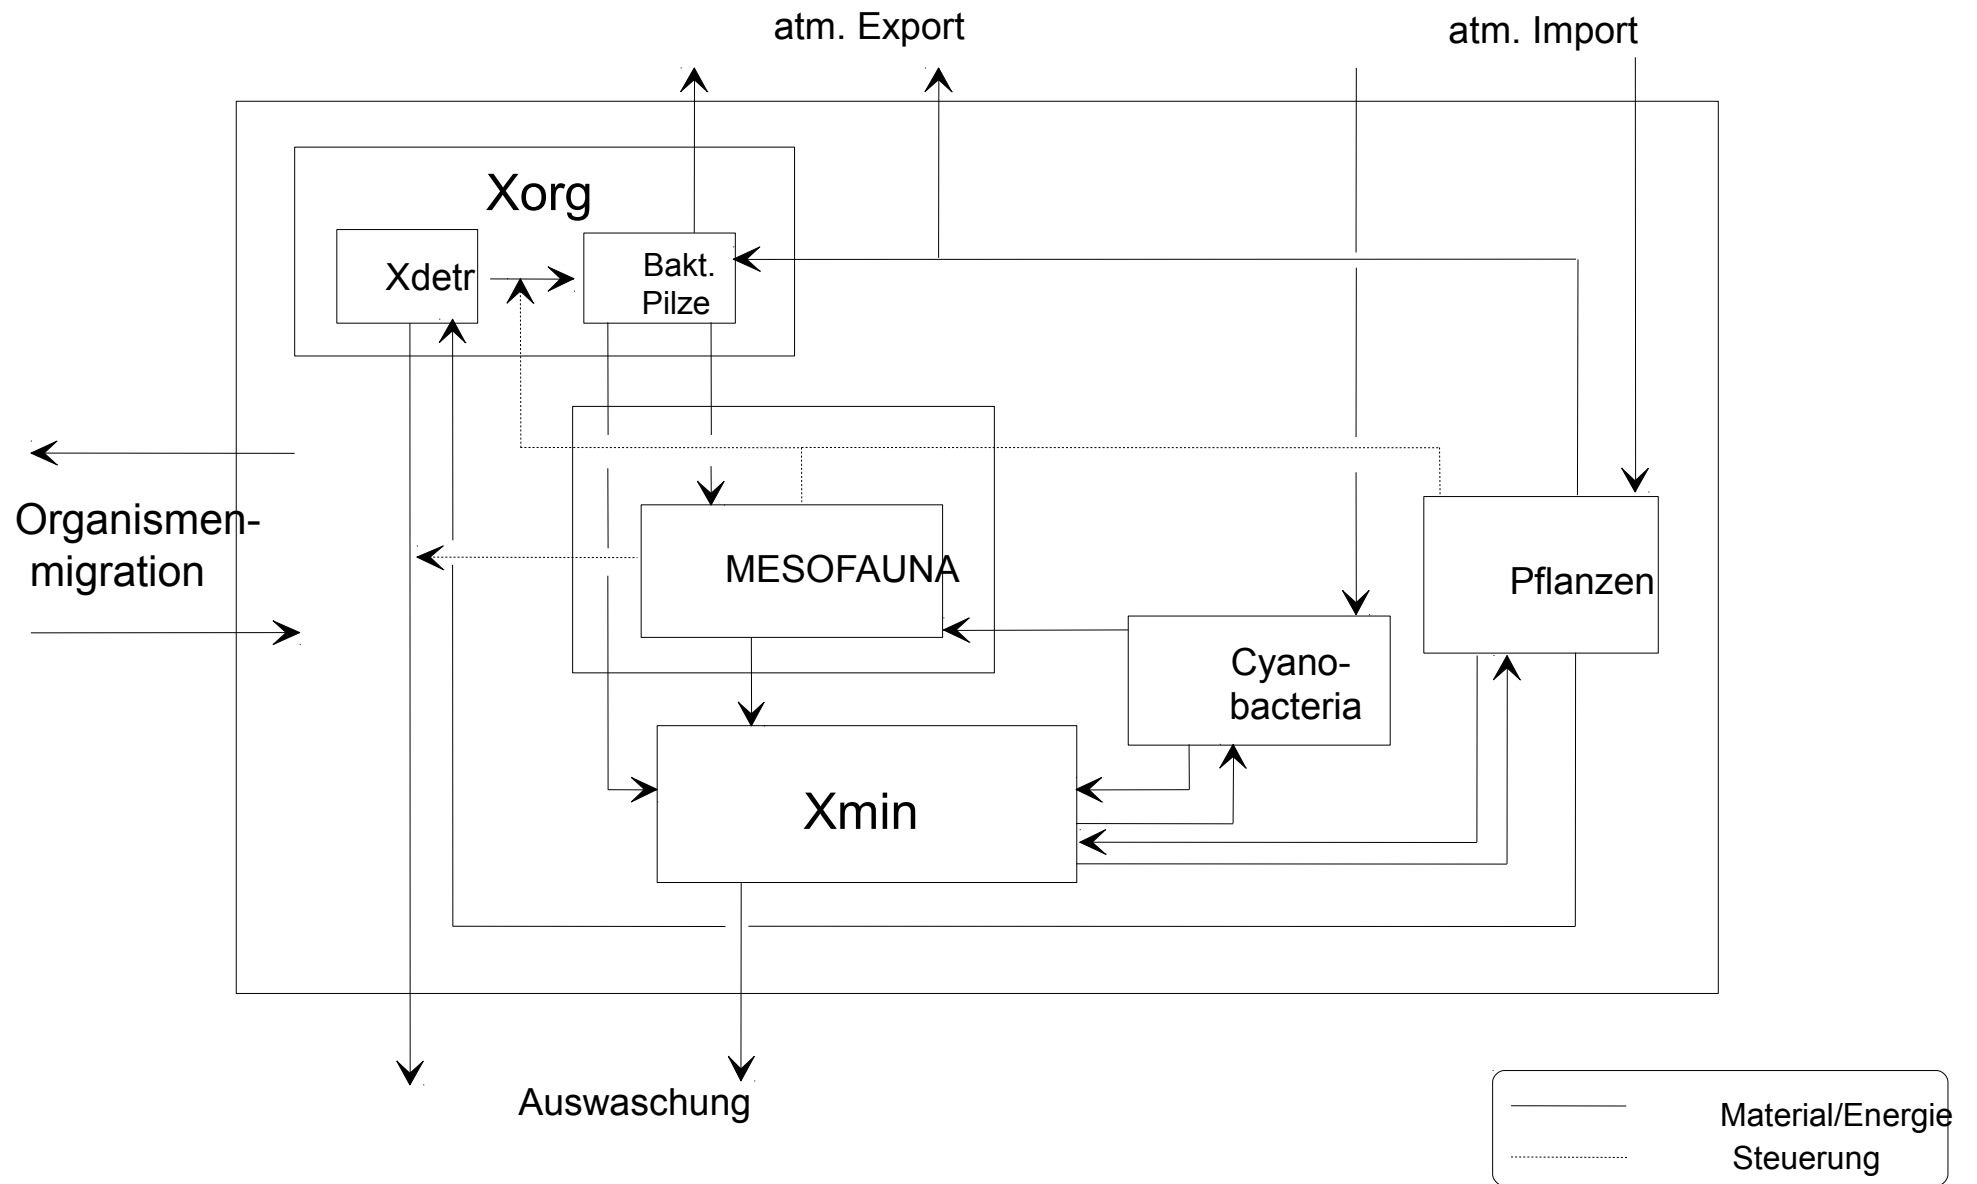 atm. Export
atm. Import
Xorg
Xdetr
Bakt.
Pilze
Organismen-
migration
MESOFAUNA
Pflanzen
Cyano-
bacteria
Xmin
Auswaschung
Material/Energie
Steuerung